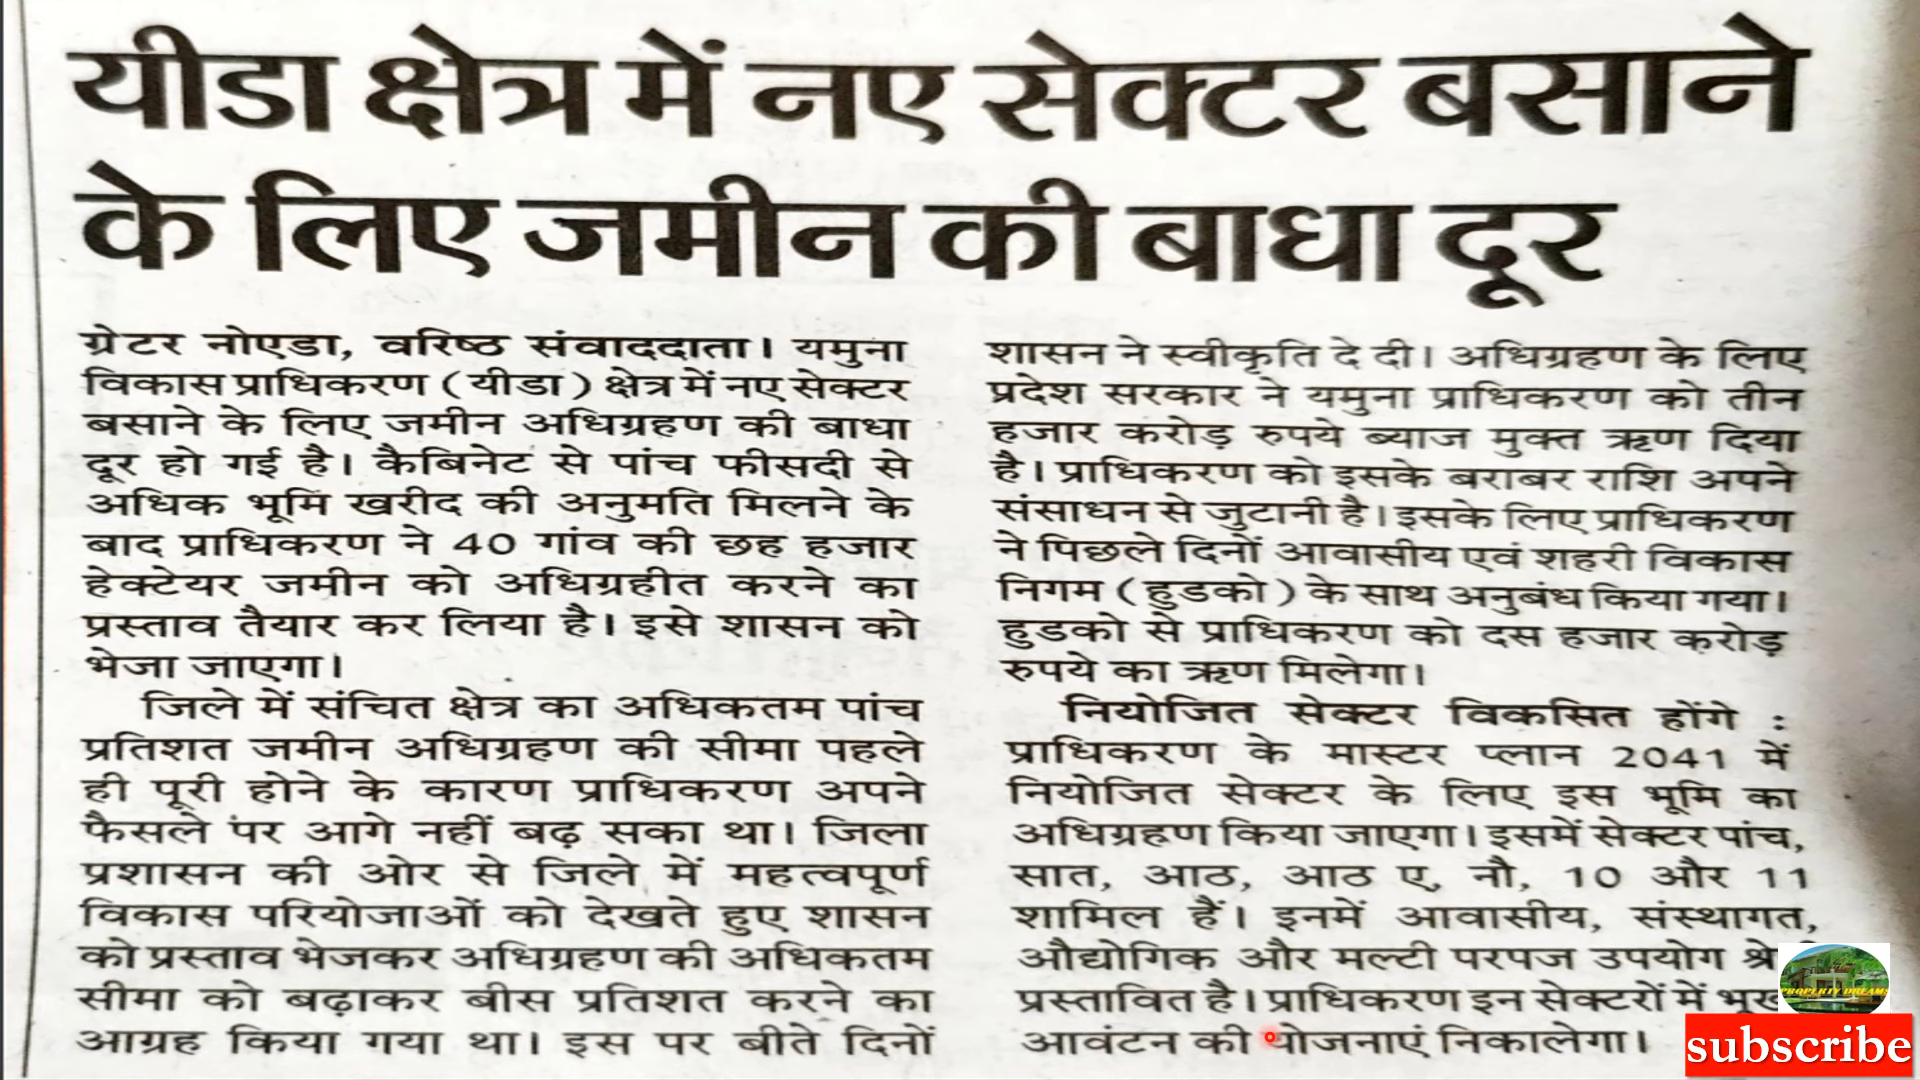 यीडा क्षेत्र में नए सेक्टर बसाने
के लिए जमीन की बाधा दूर
ग्रेटर नोएडा, वरिष्ठ संवाददाता। यमुना
विकास प्राधिकरण (यीडा) क्षेत्र में नए सेक्टर
बसाने के लिए जमीन अधिग्रहण की बाधा
दूर हो गई है। कैबिनेट से पांच फीसदी से
अधिक भूमि खरीद की अनुमति मिलने के
बाद प्राधिकरण ने 40 गांव की छह हजार
हेक्टेयर जमीन को अधिग्रहीत करने का
प्रस्ताव तैयार कर लिया है। इसे शासन को
भेजा जाएगा।
जिले में संचित क्षेत्र का अधिकतम पांच
प्रतिशत जमीन अधिग्रहण की सीमा पहले
ही पूरी होने के कारण प्राधिकरण अपने
फैसले पर आगे नहीं बढ़ सका था। जिला
प्रशासन की ओर से जिले में महत्वपूर्ण
विकास परियोजाओं को देखते हुए शासन
को प्रस्ताव भेजकर अधिग्रहण की अधिकतम
सीमा को बढ़ाकर बीस प्रतिशत करने का
आग्रह किया गया था। इस पर बीते दिनों
शासन ने स्वीकृति दे दी। अधिग्रहण के लिए
प्रदेश सरकार ने यमुना प्राधिकरण को तीन
हजार करोड़ रुपये ब्याज मुक्त ऋण दिया
है। प्राधिकरण को इसके बराबर राशि अपने
संसाधन से जुटानी है। इसके लिए प्राधिकरण
ने पिछले दिनों आवासीय एवं शहरी विकास
निगम (हुडको) के साथ अनुबंध किया गया।
हुडको से प्राधिकरण को दस हजार करोड़
रुपये का ऋण मिलेगा।
नियोजित सेक्टर विकसित होंगे :
प्राधिकरण के मास्टर प्लान 2041 में
नियोजित सेक्टर के लिए इस भूमि का
अधिग्रहण किया जाएगा। इसमें सेक्टर पांच,
सात, आठ, आठ ए, नौ, 10 और 11
शामिल हैं। इनमें आवासीय, संस्थागत,
औद्योगिक और मल्टी परपज उपयोग
प्रस्तावित है। प्राधिकरण इन सेक्टरों में
आवंटन की योजनाएं निकालेगा।
PROPERTY DREAMS
subscribe